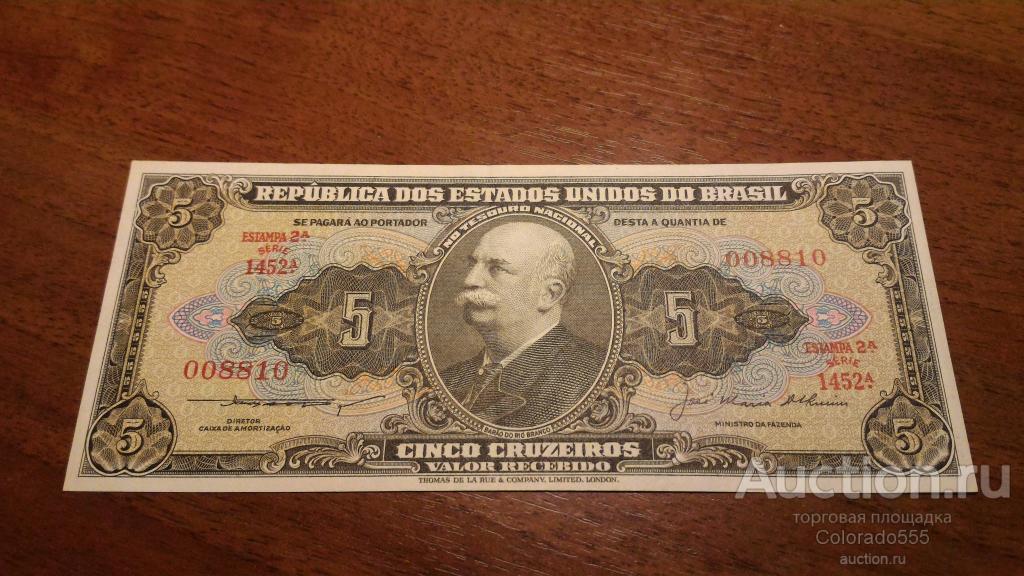 REPÚBLICA DOS ESTADOS UNIDOS DO BRASIL
5
5
SE PAGARÁ AO PORTADOR
DESTA A QUANTIA DE
NO TESOURO NACIONAL
ESTAMPA 2ª
SÉRIE
1452ª
008810
5
5
008810
ESTAMPA 2ª
SÉRIE
1452ª
DIRETOR
CAIXA DE AMORTIZAÇÃO
MINISTRO DA FAZENDA
BARÃO DO RIO BRANCO
5
5
CINCO CRUZEIROS
VALOR RECEBIDO
THOMAS DE LA RUE & COMPANY, LIMITED, LONDON.
Auction.ru
торговая площадка
Colorado555
auction.ru